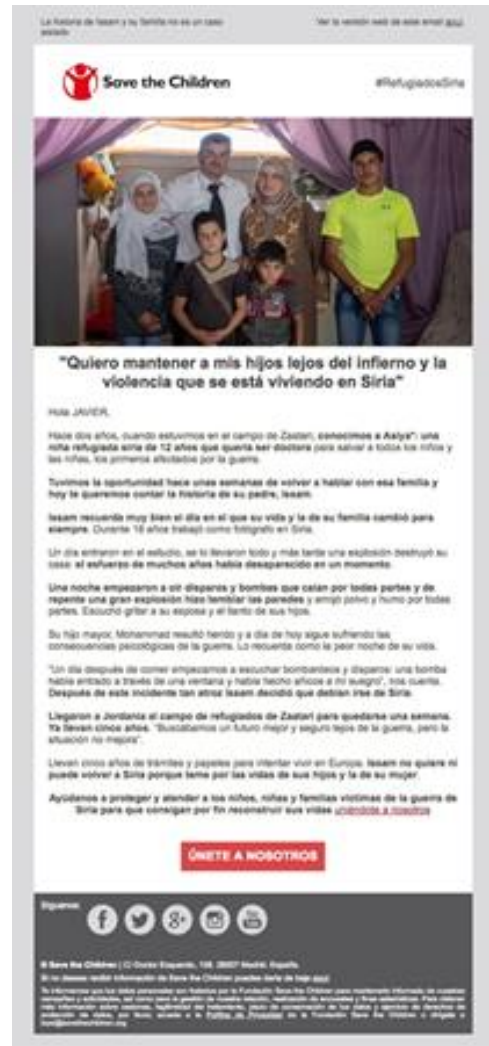 La historia de Issam y su familia no es un caso
aislado
Ver la versión web de este email aquí
Save the Children
#RefugiadosSiria
"Quiero mantener a mis hijos lejos del infierno y la
violencia que se está viviendo en Siria"
Hola JAVIER,
Hace dos años, cuando estuvimos en el campo de Zaatari, conocimos a Aalya*: una
niña refugiada siria de 12 años que quería ser doctora para salvar a todos los niños y
las niñas, los primeros afectados por la guerra.
Tuvimos la oportunidad hace unas semanas de volver a hablar con esa familia y
hoy te queremos contar la historia de su padre, Issam.
Issam recuerda muy bien el día en el que su vida y la de su familia cambió para
siempre. Durante 18 años trabajó como fotógrafo en Siria.
Un día entraron en el estudio, se lo llevaron todo y más tarde una explosión destruyó su
casa: el esfuerzo de muchos años había desaparecido en un momento.
Una noche empezaron a oír disparos y bombas que caían por todas partes y de
repente una gran explosión hizo temblar las paredes y arrojó polvo y humo por todas
partes. Escuchó gritar a su esposa y el llanto de sus hijos.
Su hijo mayor, Mohammad resultó herido y a día de hoy sigue sufriendo las
consecuencias psicológicas de la guerra. Lo recuerda como la peor noche de su vida.
"Un día después de comer empezamos a escuchar bombardeos y disparos: una bomba
había entrado a través de una ventana y había hecho añicos a mi suegro", nos cuenta.
Después de este incidente tan atroz Issam decidió que debían irse de Siria.
Llegaron a Jordania al campo de refugiados de Zaatari para quedarse una semana.
Ya llevan cinco años. "Buscábamos un futuro mejor y seguro lejos de la guerra, pero la
situación no mejora".
Llevan cinco años de trámites y papeles para intentar vivir en Europa. Issam no quiere ni
puede volver a Siria porque teme por las vidas de sus hijos y la de su mujer.
Ayúdanos a proteger y atender a los niños, niñas y familias víctimas de la guerra de
Siria para que consigan por fin reconstruir sus vidas uniéndote a nosotros
ÚNETE A NOSOTROS
Síguenos:
© Save the Children | C/ Doctor Esquerdo, 138. 28007 Madrid. España.
Si no deseas recibir información de Save the Children puedes darte de baja aquí